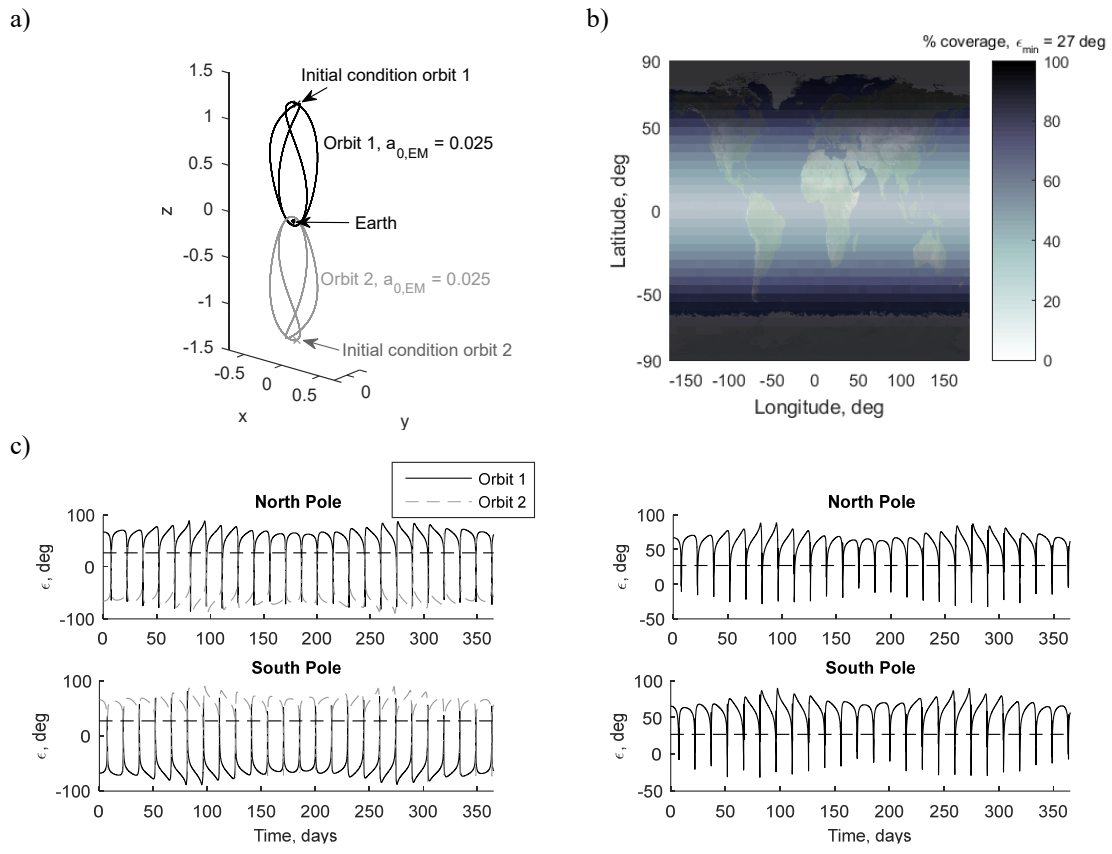 a)
1.5
1
0.5
0
-0.5
-1
-1.5
z
-0.5
0
0.5
x
0
y
Initial condition orbit 1
Orbit 1, a0,EM = 0.025
Earth
Orbit 2, a0,EM = 0.025
Initial condition orbit 2
b)
% coverage, ϵmin = 27 deg
90
50
0
-50
-90
Latitude, deg
-150 -100 -50 0 50 100 150
Longitude, deg
100
80
60
40
20
0
c)
Orbit 1
Orbit 2
North Pole
100
0
-100
ϵ, deg
0 50 100 150 200 250 300 350
South Pole
100
0
-100
ϵ, deg
0 50 100 150 200 250 300 350
Time, days
North Pole
100
50
0
-50
ϵ, deg
0 50 100 150 200 250 300 350
South Pole
100
50
0
-50
ϵ, deg
0 50 100 150 200 250 300 350
Time, days